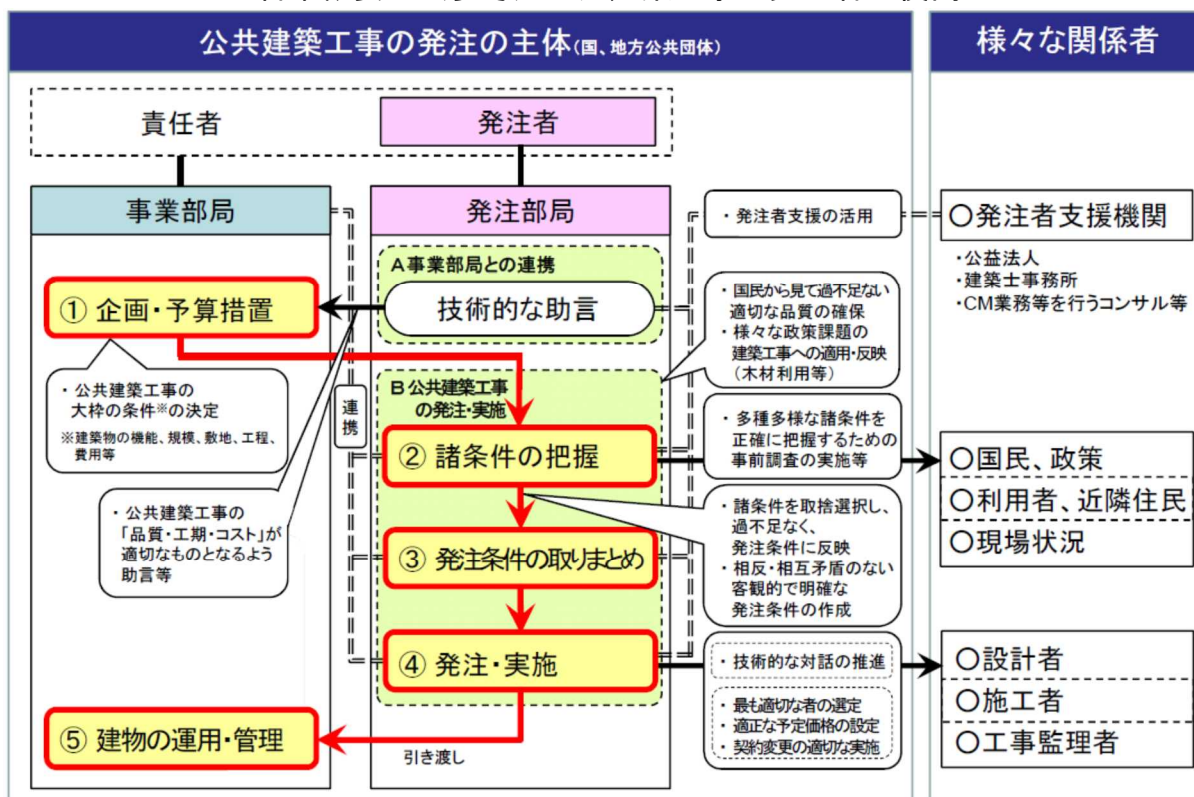 公共建築工事の発注の主体(国、地方公共団体)
様々な関係者
責任者
発注者
事業部局
発注部局
・発注者支援の活用
〇発注者支援機関
・公益法人
・建築士事務所
・CM業務等を行うコンサル等
A事業部局との連携
技術的な助言
① 企画・予算措置
・国民から見て過不足ない
適切な品質の確保
・様々な政策課題の
建築工事への適用・反映
(木材利用等)
・公共建築工事の
大枠の条件※の決定
※建築物の機能、規模、敷地、工程、
費用等
連携
B公共建築工事
の発注・実施
② 諸条件の把握
・多種多様な諸条件を
正確に把握するための
事前調査の実施等
〇国民、政策
〇利用者、近隣住民
〇現場状況
・公共建築工事の
「品質・工期・コスト」が
適切なものとなるよう
助言等
・諸条件を取捨選択し、
過不足なく、
発注条件に反映
・相反・相互矛盾のない
客観的で明確な
発注条件の作成
③ 発注条件の取りまとめ
④ 発注・実施
・技術的な対話の推進
・最も適切な者の選定
・適正な予定価格の設定
・契約変更の適切な実施
〇設計者
〇施工者
〇工事監理者
⑤ 建物の運用・管理
引き渡し